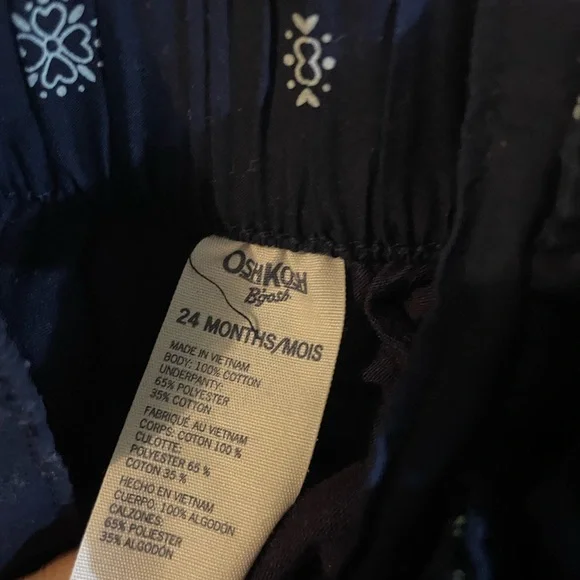 OSHKOSH
B'gosh
24 MONTHS/MOIS
MADE IN VIETNAM
BODY: 100% COTTON
UNDERPANTY:
65% POLYESTER
35% COTTON
FABRIQUÉ AU VIETNAM
CORPS: COTON 100 %
CULOTTE:
POLYESTER 65 %
COTON 35 %
HECHO EN VIETNAM
CUERPO: 100% ALGODÓN
CALZONES:
65% POLIÉSTER
35% ALGODÓN